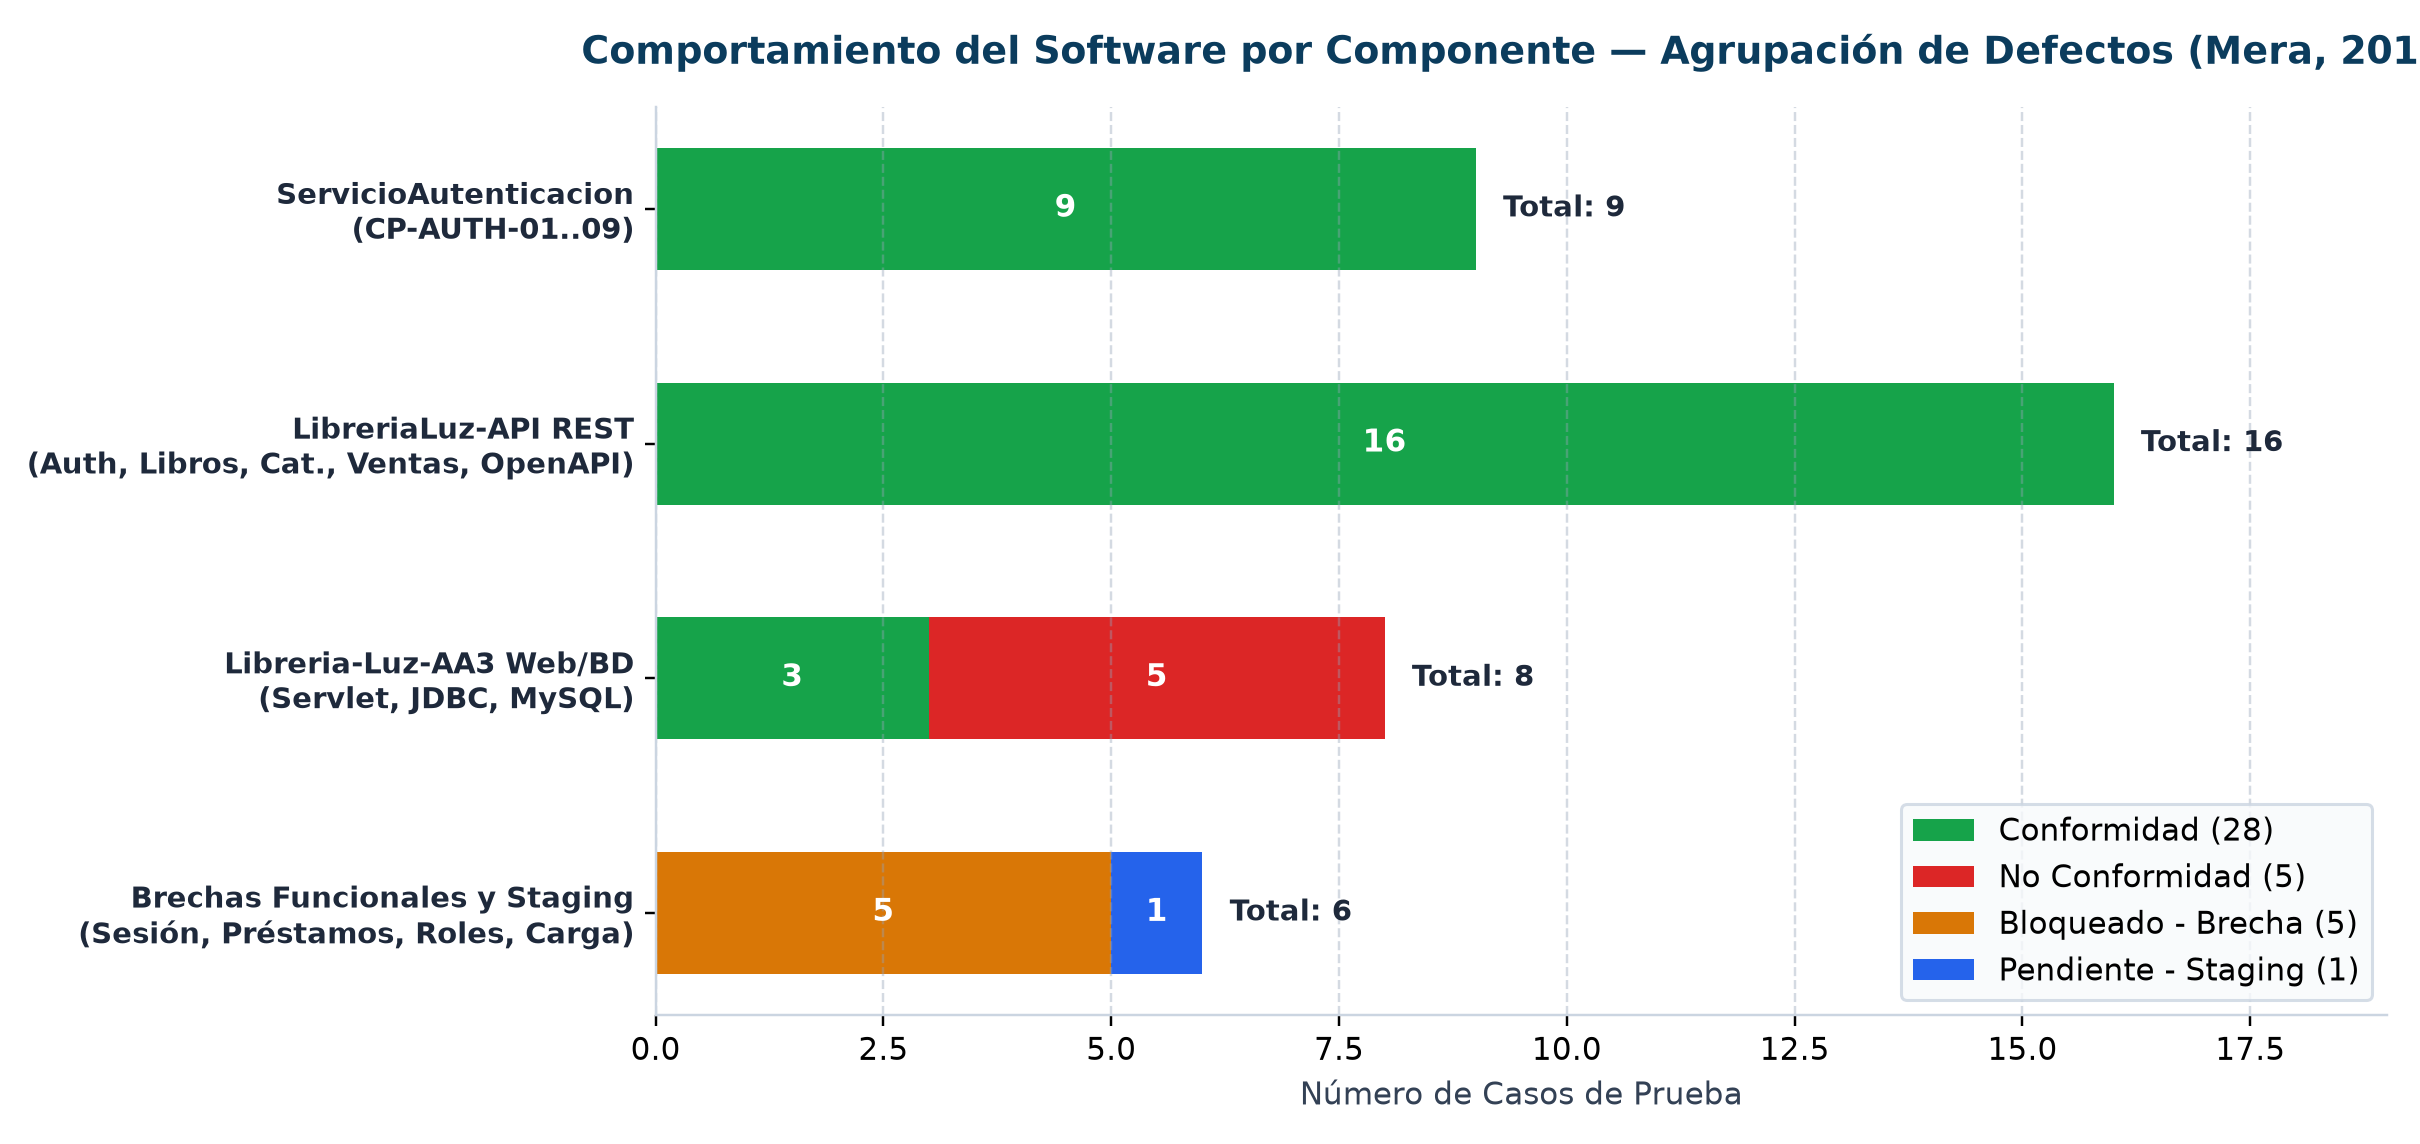 Comportamiento del Software por Componente — Agrupación de Defectos (Mera, 201
ServicioAutenticacion
(CP-AUTH-01..09)
9
Total: 9
LibreriaLuz-API REST
(Auth, Libros, Cat., Ventas, OpenAPI)
16
Total: 16
Libreria-Luz-AA3 Web/BD
(Servlet, JDBC, MySQL)
3
5
Total: 8
Brechas Funcionales y Staging
(Sesión, Préstamos, Roles, Carga)
5
1
Total: 6
Conformidad (28)
No Conformidad (5)
Bloqueado - Brecha (5)
Pendiente - Staging (1)
0.0 2.5 5.0 7.5 10.0 12.5 15.0 17.5
Número de Casos de Prueba